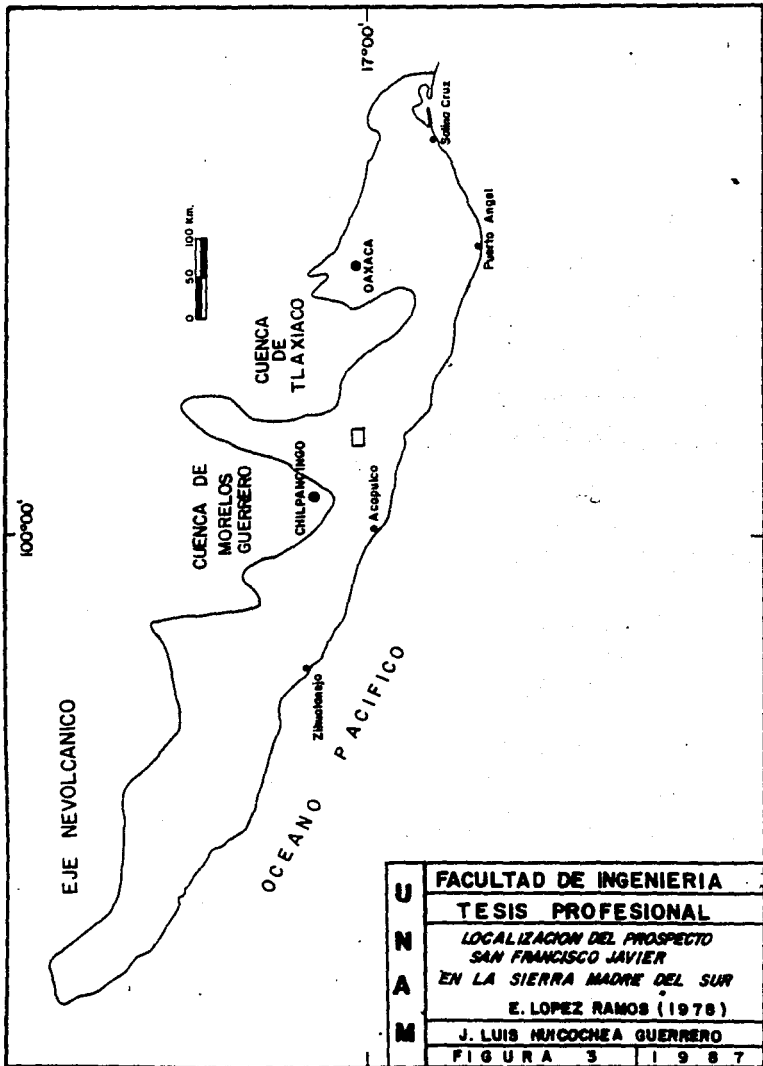 100°00'
17°00'
EJE NEVOLCANICO
CUENCA DE
MORELOS
GUERRERO
CUENCA
DE
TLAXIACO
0 50 100 Km.
CHILPANCINGO
OAXACA
Acapulco
Zihuatanejo
Puerto Angel
Salina Cruz
OCEANO PACIFICO
UNAM
FACULTAD DE INGENIERIA
TESIS PROFESIONAL
LOCALIZACION DEL PROSPECTO
SAN FRANCISCO JAVIER
EN LA SIERRA MADRE DEL SUR
E. LOPEZ RAMOS (1978)
J. LUIS HUICOCHEA GUERRERO
FIGURA 3 1987